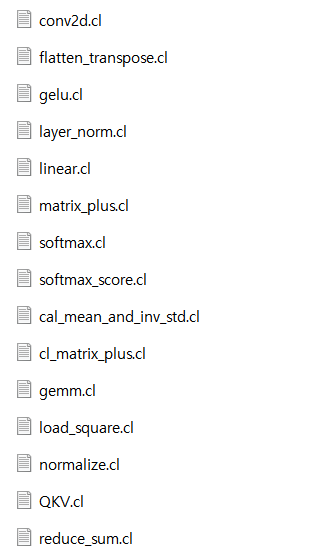 conv2d.cl
flatten_transpose.cl
gelu.cl
layer_norm.cl
linear.cl
matrix_plus.cl
softmax.cl
softmax_score.cl
cal_mean_and_inv_std.cl
cl_matrix_plus.cl
gemm.cl
load_square.cl
normalize.cl
QKV.cl
reduce_sum.cl